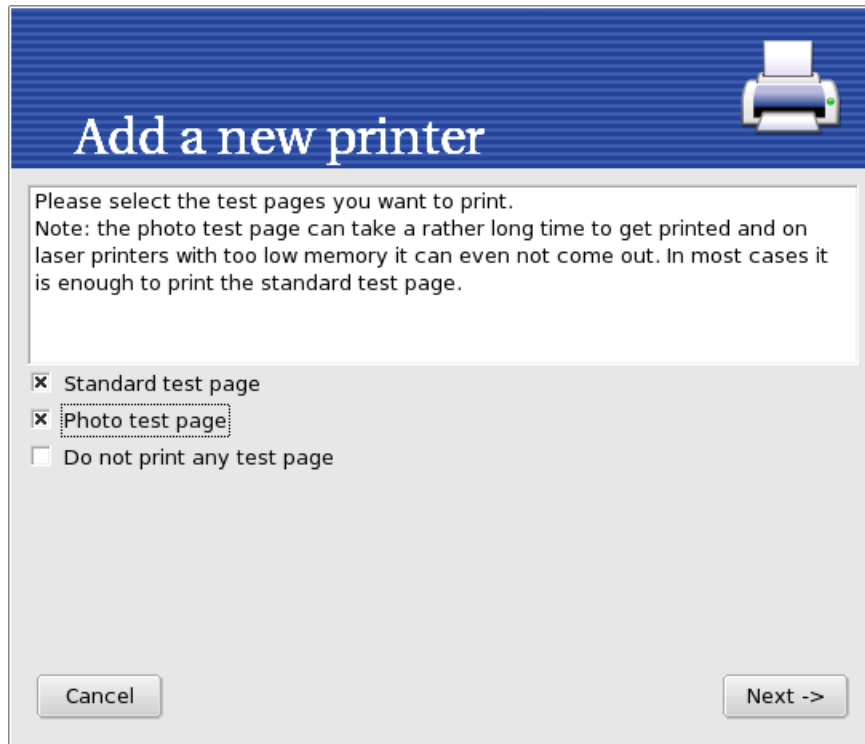 Add a new printer
Please select the test pages you want to print.
Note: the photo test page can take a rather long time to get printed and on
laser printers with too low memory it can even not come out. In most cases it
is enough to print the standard test page.
Standard test page
Photo test page
Do not print any test page
Cancel
Next ->